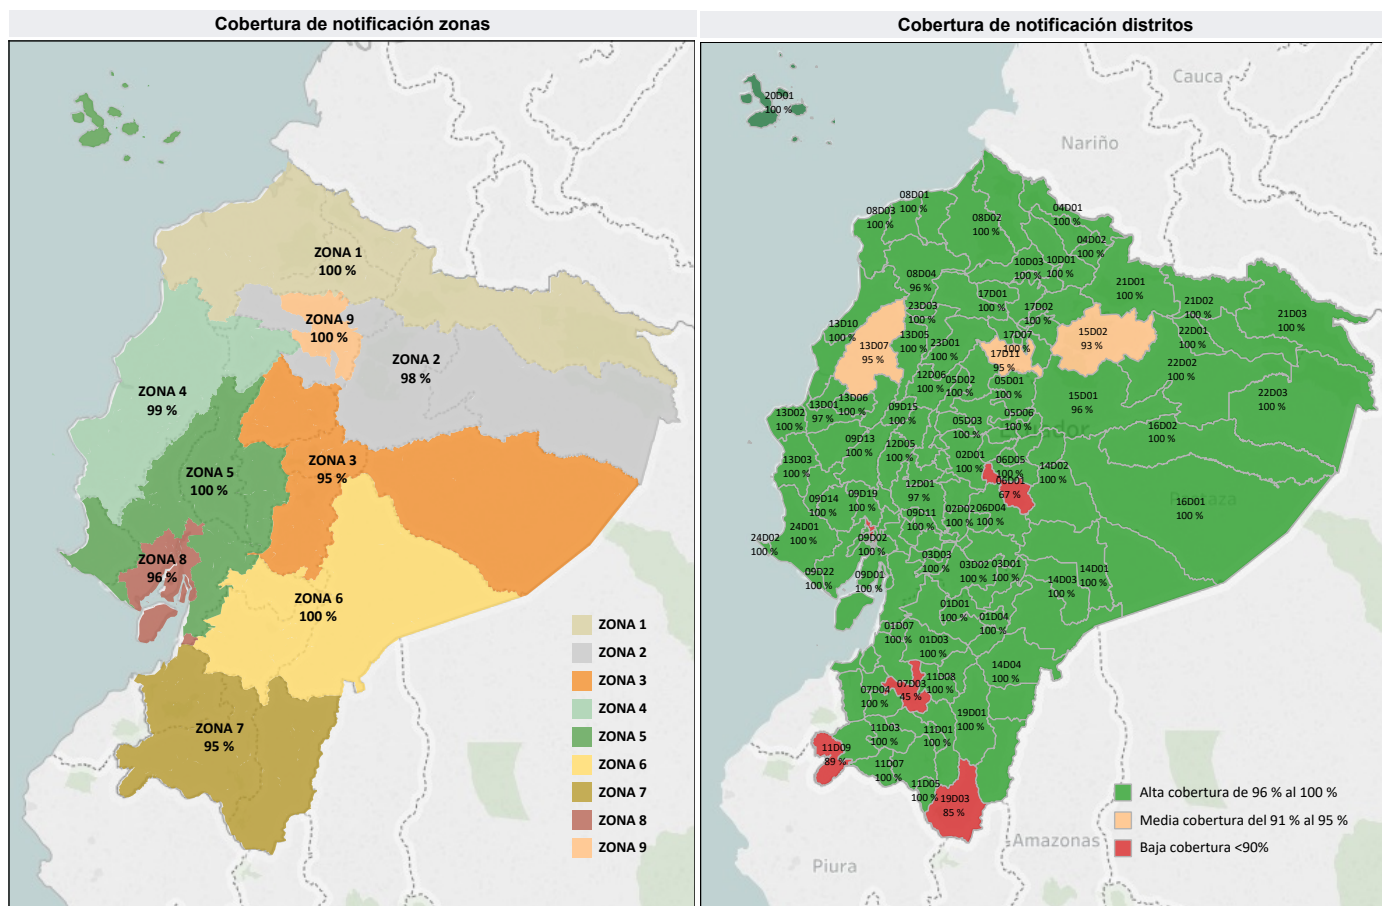 Cobertura de notificación zonas
ZONA 1
100 %
ZONA 9
100 %
ZONA 2
98 %
ZONA 4
99 %
ZONA 3
95 %
ZONA 5
100 %
ZONA 8
96 %
ZONA 6
100 %
ZONA 7
95 %
ZONA 1
ZONA 2
ZONA 3
ZONA 4
ZONA 5
ZONA 6
ZONA 7
ZONA 8
ZONA 9
Cobertura de notificación distritos
Cauca
20D01
100 %
Nariño
08D01
100 %
08D03
100 %
08D02
100 %
04D01
100 %
04D02
100 %
10D03
100 %
10D01
100 %
08D04
96 %
21D01
100 %
17D01
100 %
17D02
100 %
21D02
100 %
23D03
100 %
21D03
100 %
13D10
100 %
13D07
95 %
13D05
100 %
23D01
100 %
17D07
100 %
17D11
95 %
15D02
93 %
22D01
100 %
22D02
100 %
12D06
100 %
05D02
100 %
05D01
100 %
15D01
96 %
22D03
100 %
13D06
100 %
13D01
97 %
13D02
100 %
09D15
100 %
05D03
100 %
05D06
100 %
16D02
100 %
09D13
100 %
12D05
100 %
13D03
100 %
02D01
100 %
06D05
100 %
14D02
100 %
06D01
67 %
12D01
97 %
09D14
100 %
09D19
100 %
16D01
100 %
09D11
100 %
02D02
100 %
06D04
100 %
24D01
100 %
24D02
100 %
09D02
100 %
09D22
100 %
09D01
100 %
03D03
100 %
03D02
100 %
03D01
100 %
14D03
100 %
14D01
100 %
01D01
100 %
01D04
100 %
01D07
100 %
01D03
100 %
14D04
100 %
07D03
45 %
11D08
100 %
07D04
100 %
19D01
100 %
11D03
100 %
11D01
100 %
11D09
89 %
11D07
100 %
11D05
100 %
19D03
85 %
Alta cobertura de 96 % al 100 %
Media cobertura del 91 % al 95 %
Baja cobertura <90%
Amazonas
Piura